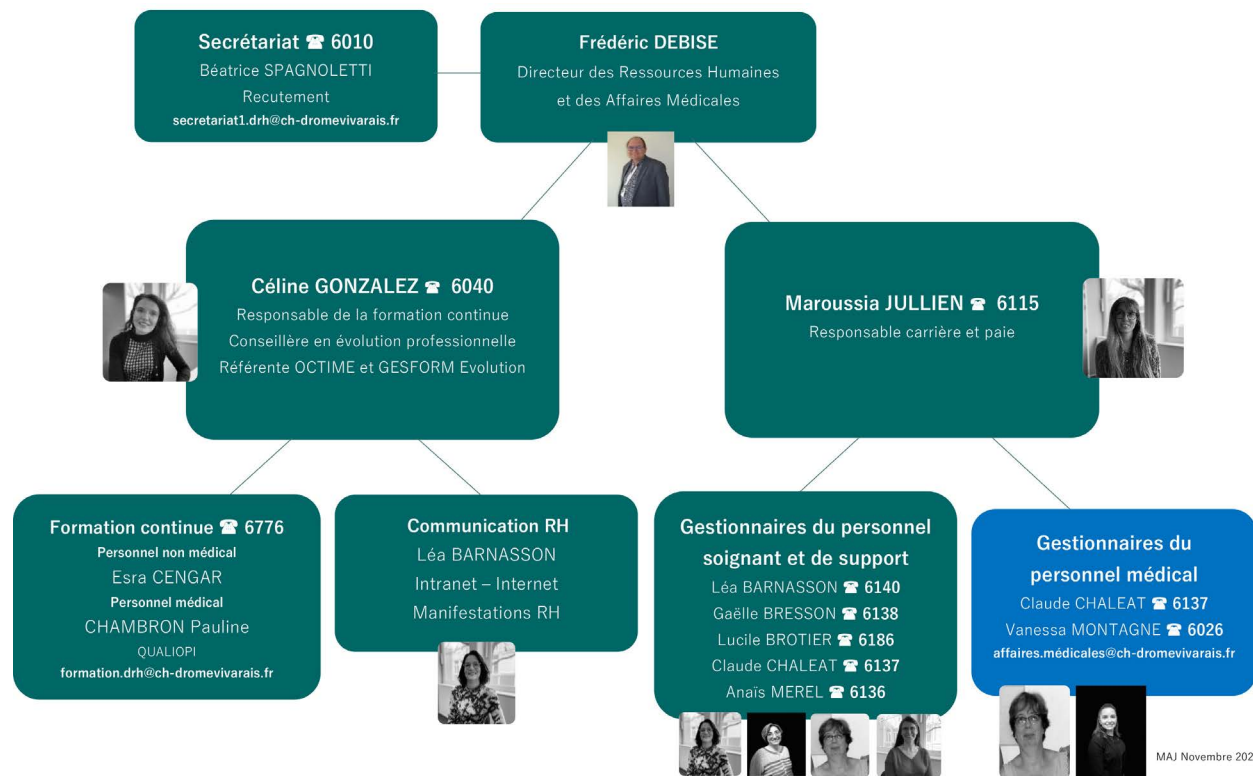 Secrétariat ☎ 6010
Béatrice SPAGNOLETTI
Recutement
secretariat1.drh@ch-dromevivarais.fr
Frédéric DEBISE
Directeur des Ressources Humaines
et des Affaires Médicales
Céline GONZALEZ ☎ 6040
Responsable de la formation continue
Conseillère en évolution professionnelle
Référente OCTIME et GESFORM Evolution
Maroussia JULLIEN ☎ 6115
Responsable carrière et paie
Formation continue ☎ 6776
Personnel non médical
Esra CENGAR
Personnel médical
CHAMBRON Pauline
QUALIOPI
formation.drh@ch-dromevivarais.fr
Communication RH
Léa BARNASSON
Intranet – Internet
Manifestations RH
Gestionnaires du personnel
soignant et de support
Léa BARNASSON ☎ 6140
Gaëlle BRESSON ☎ 6138
Lucile BROTIER ☎ 6186
Claude CHALEAT ☎ 6137
Anaïs MEREL ☎ 6136
Gestionnaires du
personnel médical
Claude CHALEAT ☎ 6137
Vanessa MONTAGNE ☎ 6026
affaires.médicales@ch-dromevivarais.fr
MAJ Novembre 202